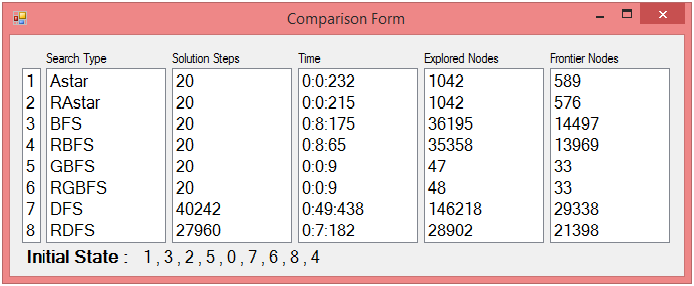 Comparison Form
Search Type Solution Steps Time Explored Nodes Frontier Nodes
1 Astar 20 0:0:232 1042 589
2 RAstar 20 0:0:215 1042 576
3 BFS 20 0:8:175 36195 14497
4 RBFS 20 0:8:65 35358 13969
5 GBFS 20 0:0:9 47 33
6 RGBFS 20 0:0:9 48 33
7 DFS 40242 0:49:438 146218 29338
8 RDFS 27960 0:7:182 28902 21398
Initial State : 1 , 3 , 2 , 5 , 0 , 7 , 6 , 8 , 4